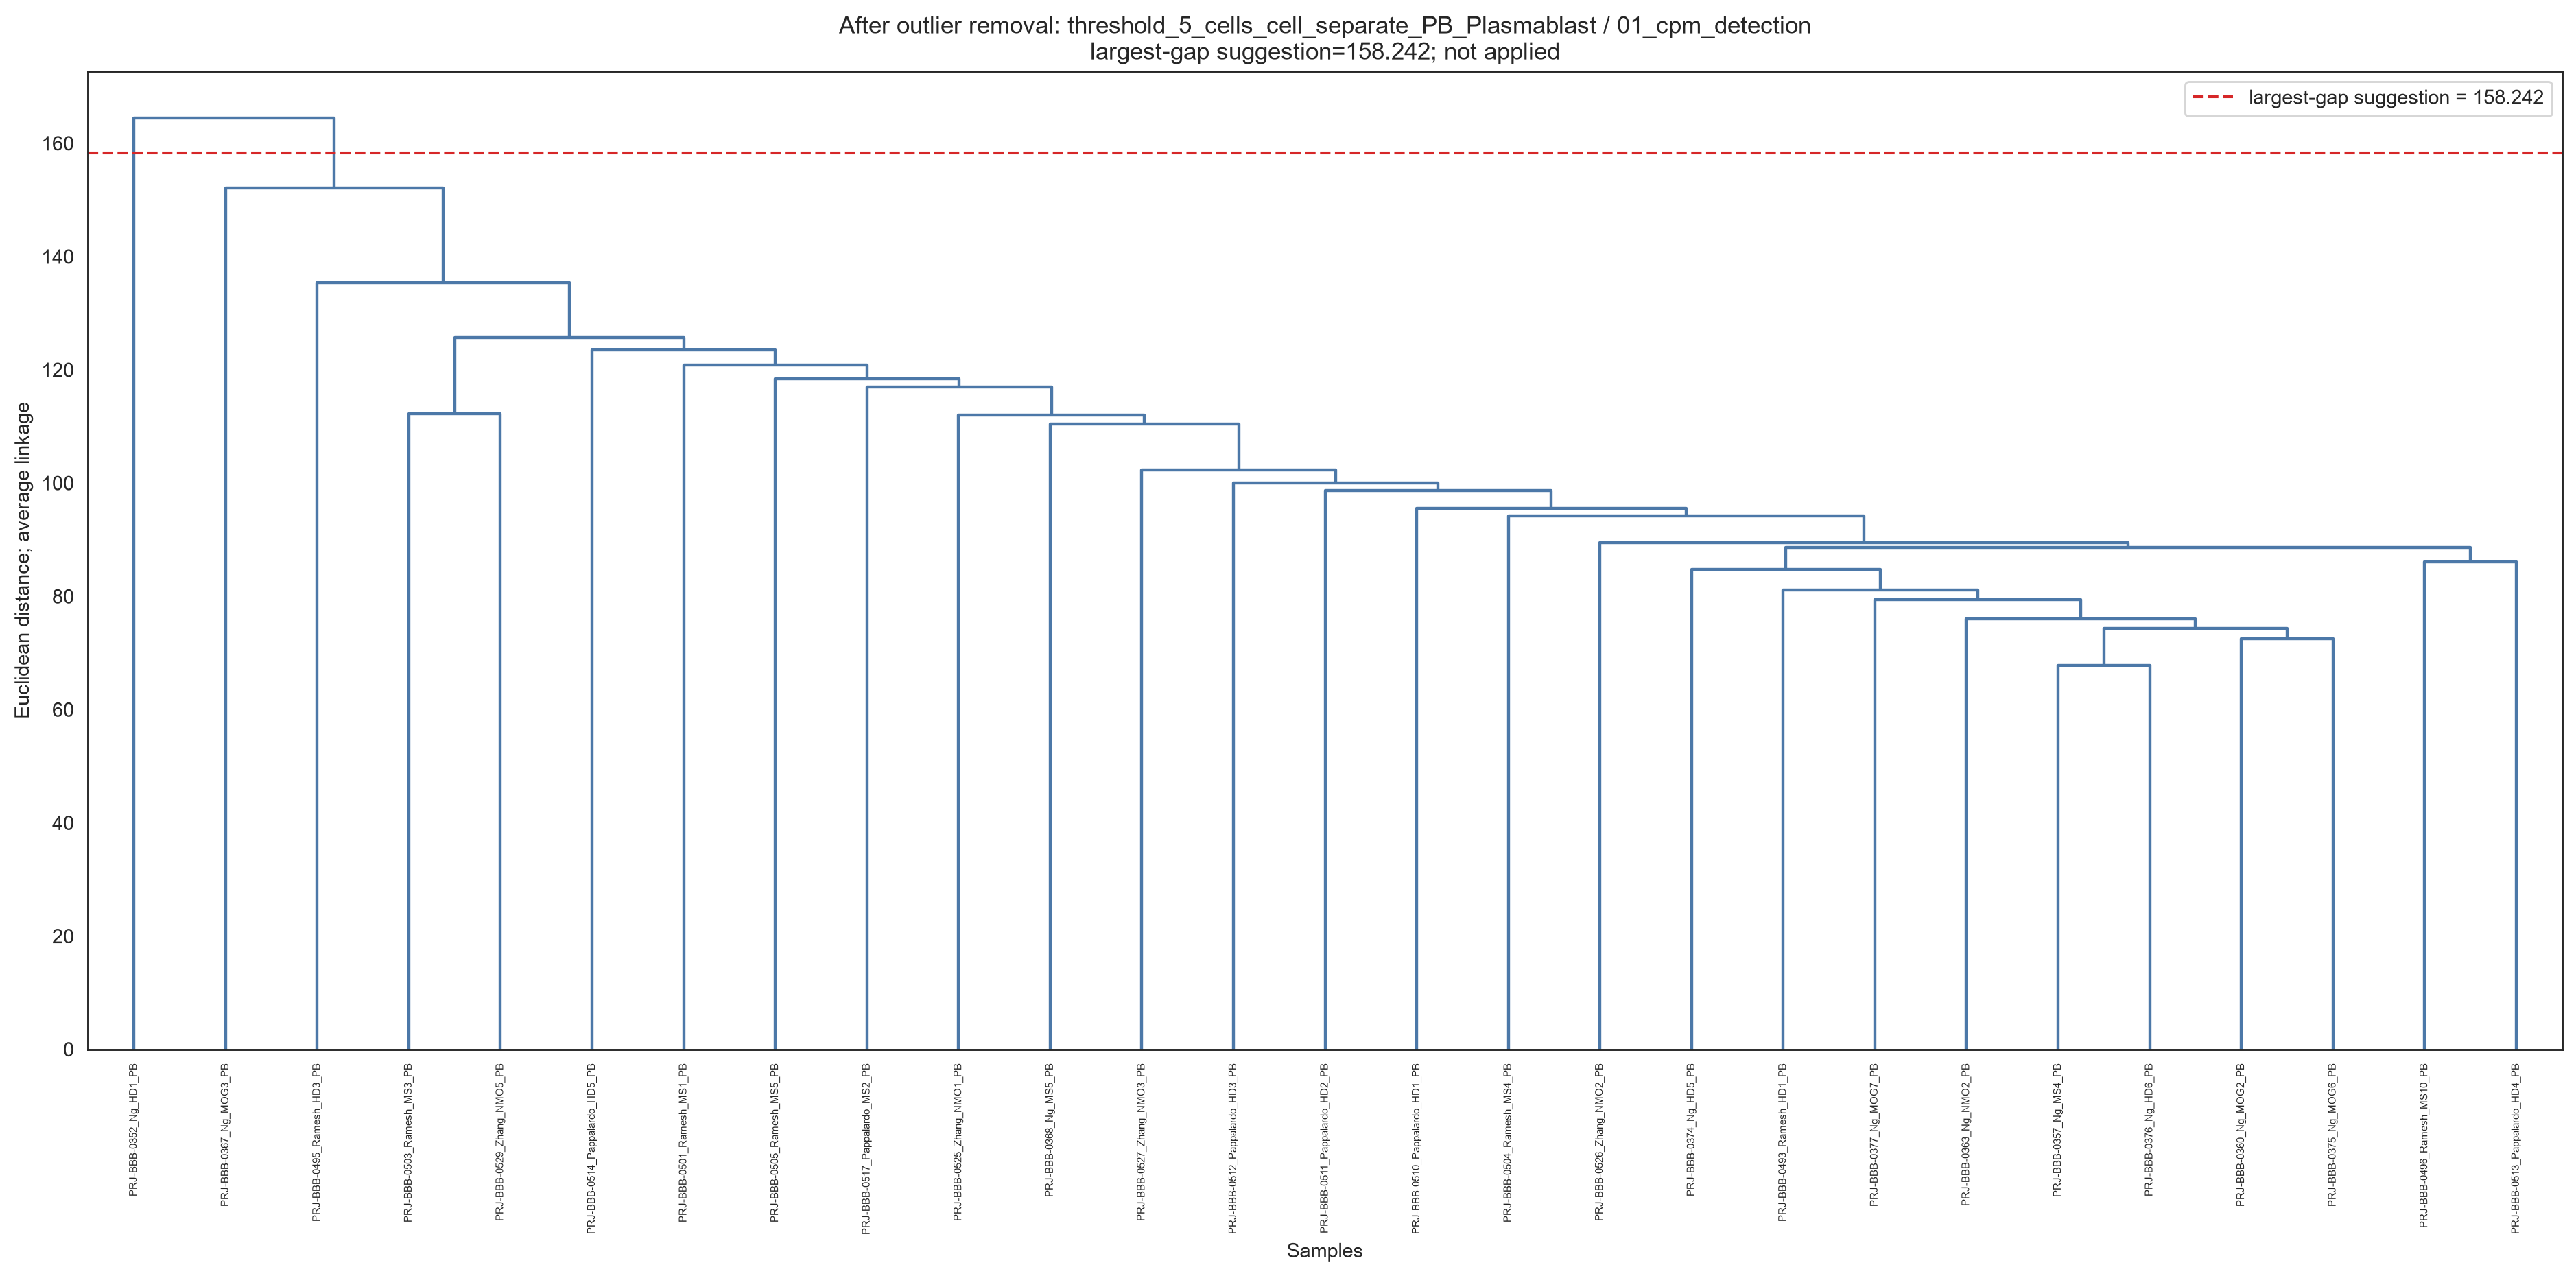 After outlier removal: threshold_5_cells_cell_separate_PB_Plasmablast / 01_cpm_detection
largest-gap suggestion=158.242; not applied
largest-gap suggestion = 158.242
Euclidean distance; average linkage
160
140
120
100
80
60
40
20
0
PRJ-BBB-0352_Ng_HD1_PB
PRJ-BBB-0367_Ng_MOG3_PB
PRJ-BBB-0495_Ramesh_HD3_PB
PRJ-BBB-0503_Ramesh_MS3_PB
PRJ-BBB-0529_Zhang_NMO5_PB
PRJ-BBB-0514_Pappalardo_HD5_PB
PRJ-BBB-0501_Ramesh_MS1_PB
PRJ-BBB-0505_Ramesh_MS5_PB
PRJ-BBB-0517_Pappalardo_MS2_PB
PRJ-BBB-0525_Zhang_NMO1_PB
PRJ-BBB-0368_Ng_MS5_PB
PRJ-BBB-0527_Zhang_NMO3_PB
PRJ-BBB-0512_Pappalardo_HD3_PB
PRJ-BBB-0511_Pappalardo_HD2_PB
PRJ-BBB-0510_Pappalardo_HD1_PB
PRJ-BBB-0504_Ramesh_MS4_PB
PRJ-BBB-0526_Zhang_NMO2_PB
PRJ-BBB-0374_Ng_HD5_PB
PRJ-BBB-0493_Ramesh_HD1_PB
PRJ-BBB-0377_Ng_MOG7_PB
PRJ-BBB-0363_Ng_NMO2_PB
PRJ-BBB-0357_Ng_MS4_PB
PRJ-BBB-0376_Ng_HD6_PB
PRJ-BBB-0360_Ng_MOG2_PB
PRJ-BBB-0375_Ng_MOG6_PB
PRJ-BBB-0496_Ramesh_MS10_PB
PRJ-BBB-0513_Pappalardo_HD4_PB
Samples